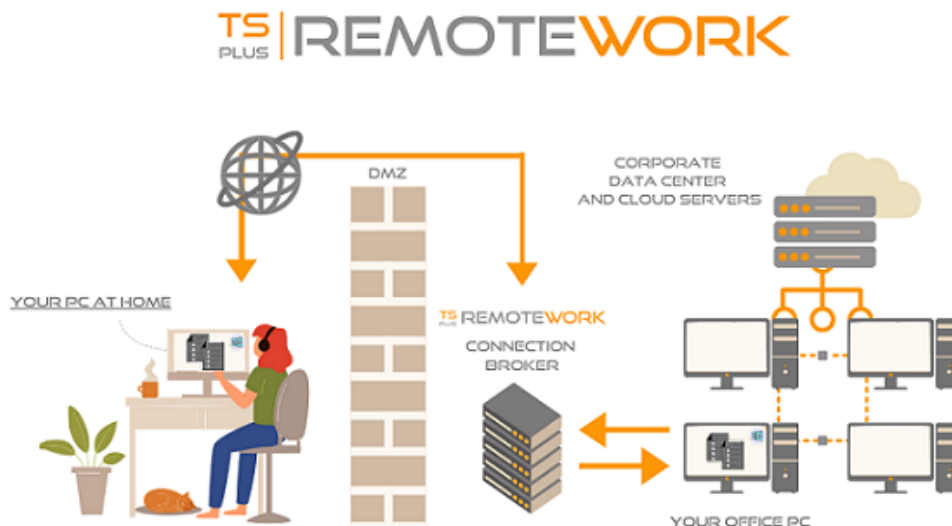 TS PLUS | REMOTEWORK
DMZ
CORPORATE
DATA CENTER
AND CLOUD SERVERS
YOUR PC AT HOME
TS PLUS REMOTEWORK
CONNECTION
BROKER
YOUR OFFICE PC